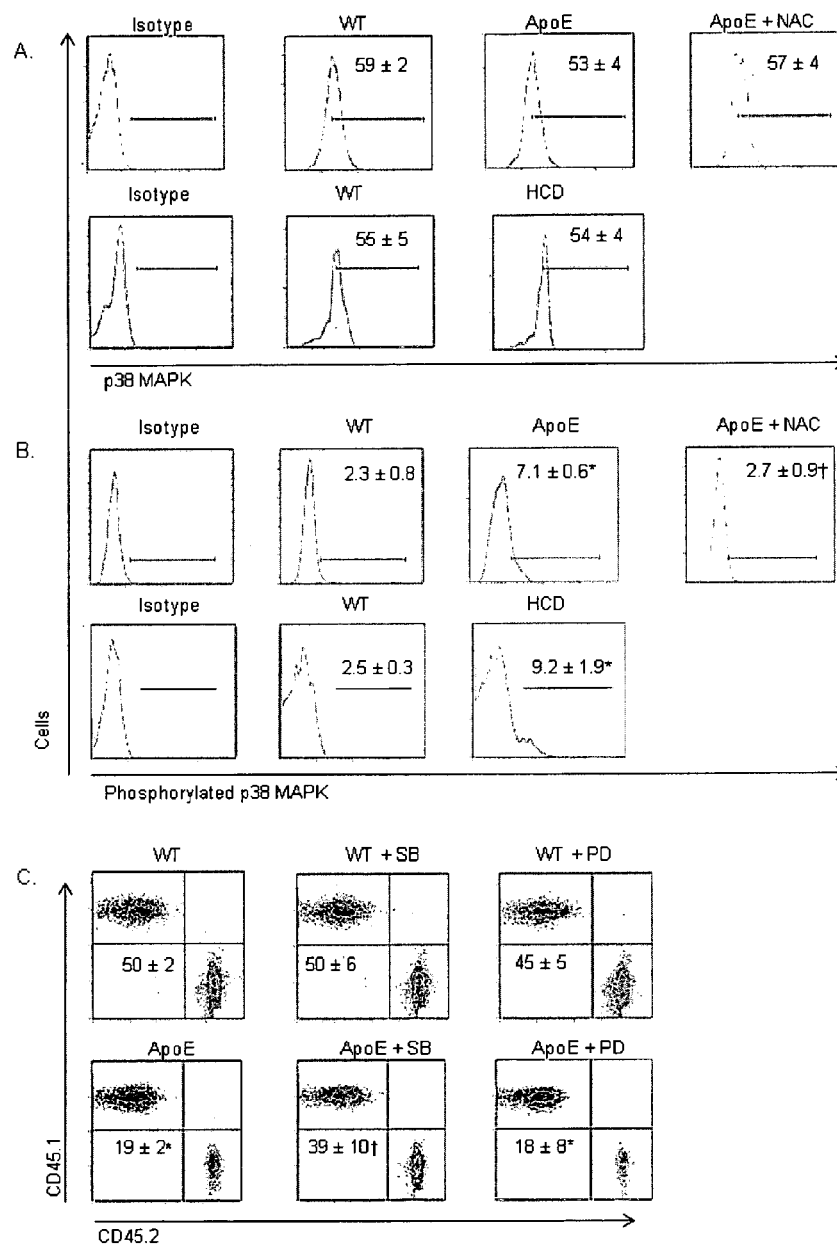 A.
Isotype WT ApoE ApoE + NAC
59 ± 2 53 ± 4 57 ± 4
Isotype WT HCD
55 ± 5 54 ± 4
p38 MAPK
B.
Isotype WT ApoE ApoE + NAC
2.3 ± 0.8 7.1 ± 0.6* 2.7 ± 0.9†
Isotype WT HCD
2.5 ± 0.3 9.2 ± 1.9*
Cells
Phosphorylated p38 MAPK
C.
WT WT + SB WT + PD
50 ± 2 50 ± 6 45 ± 5
ApoE ApoE + SB ApoE + PD
19 ± 2* 39 ± 10† 18 ± 8*
CD45.1
CD45.2